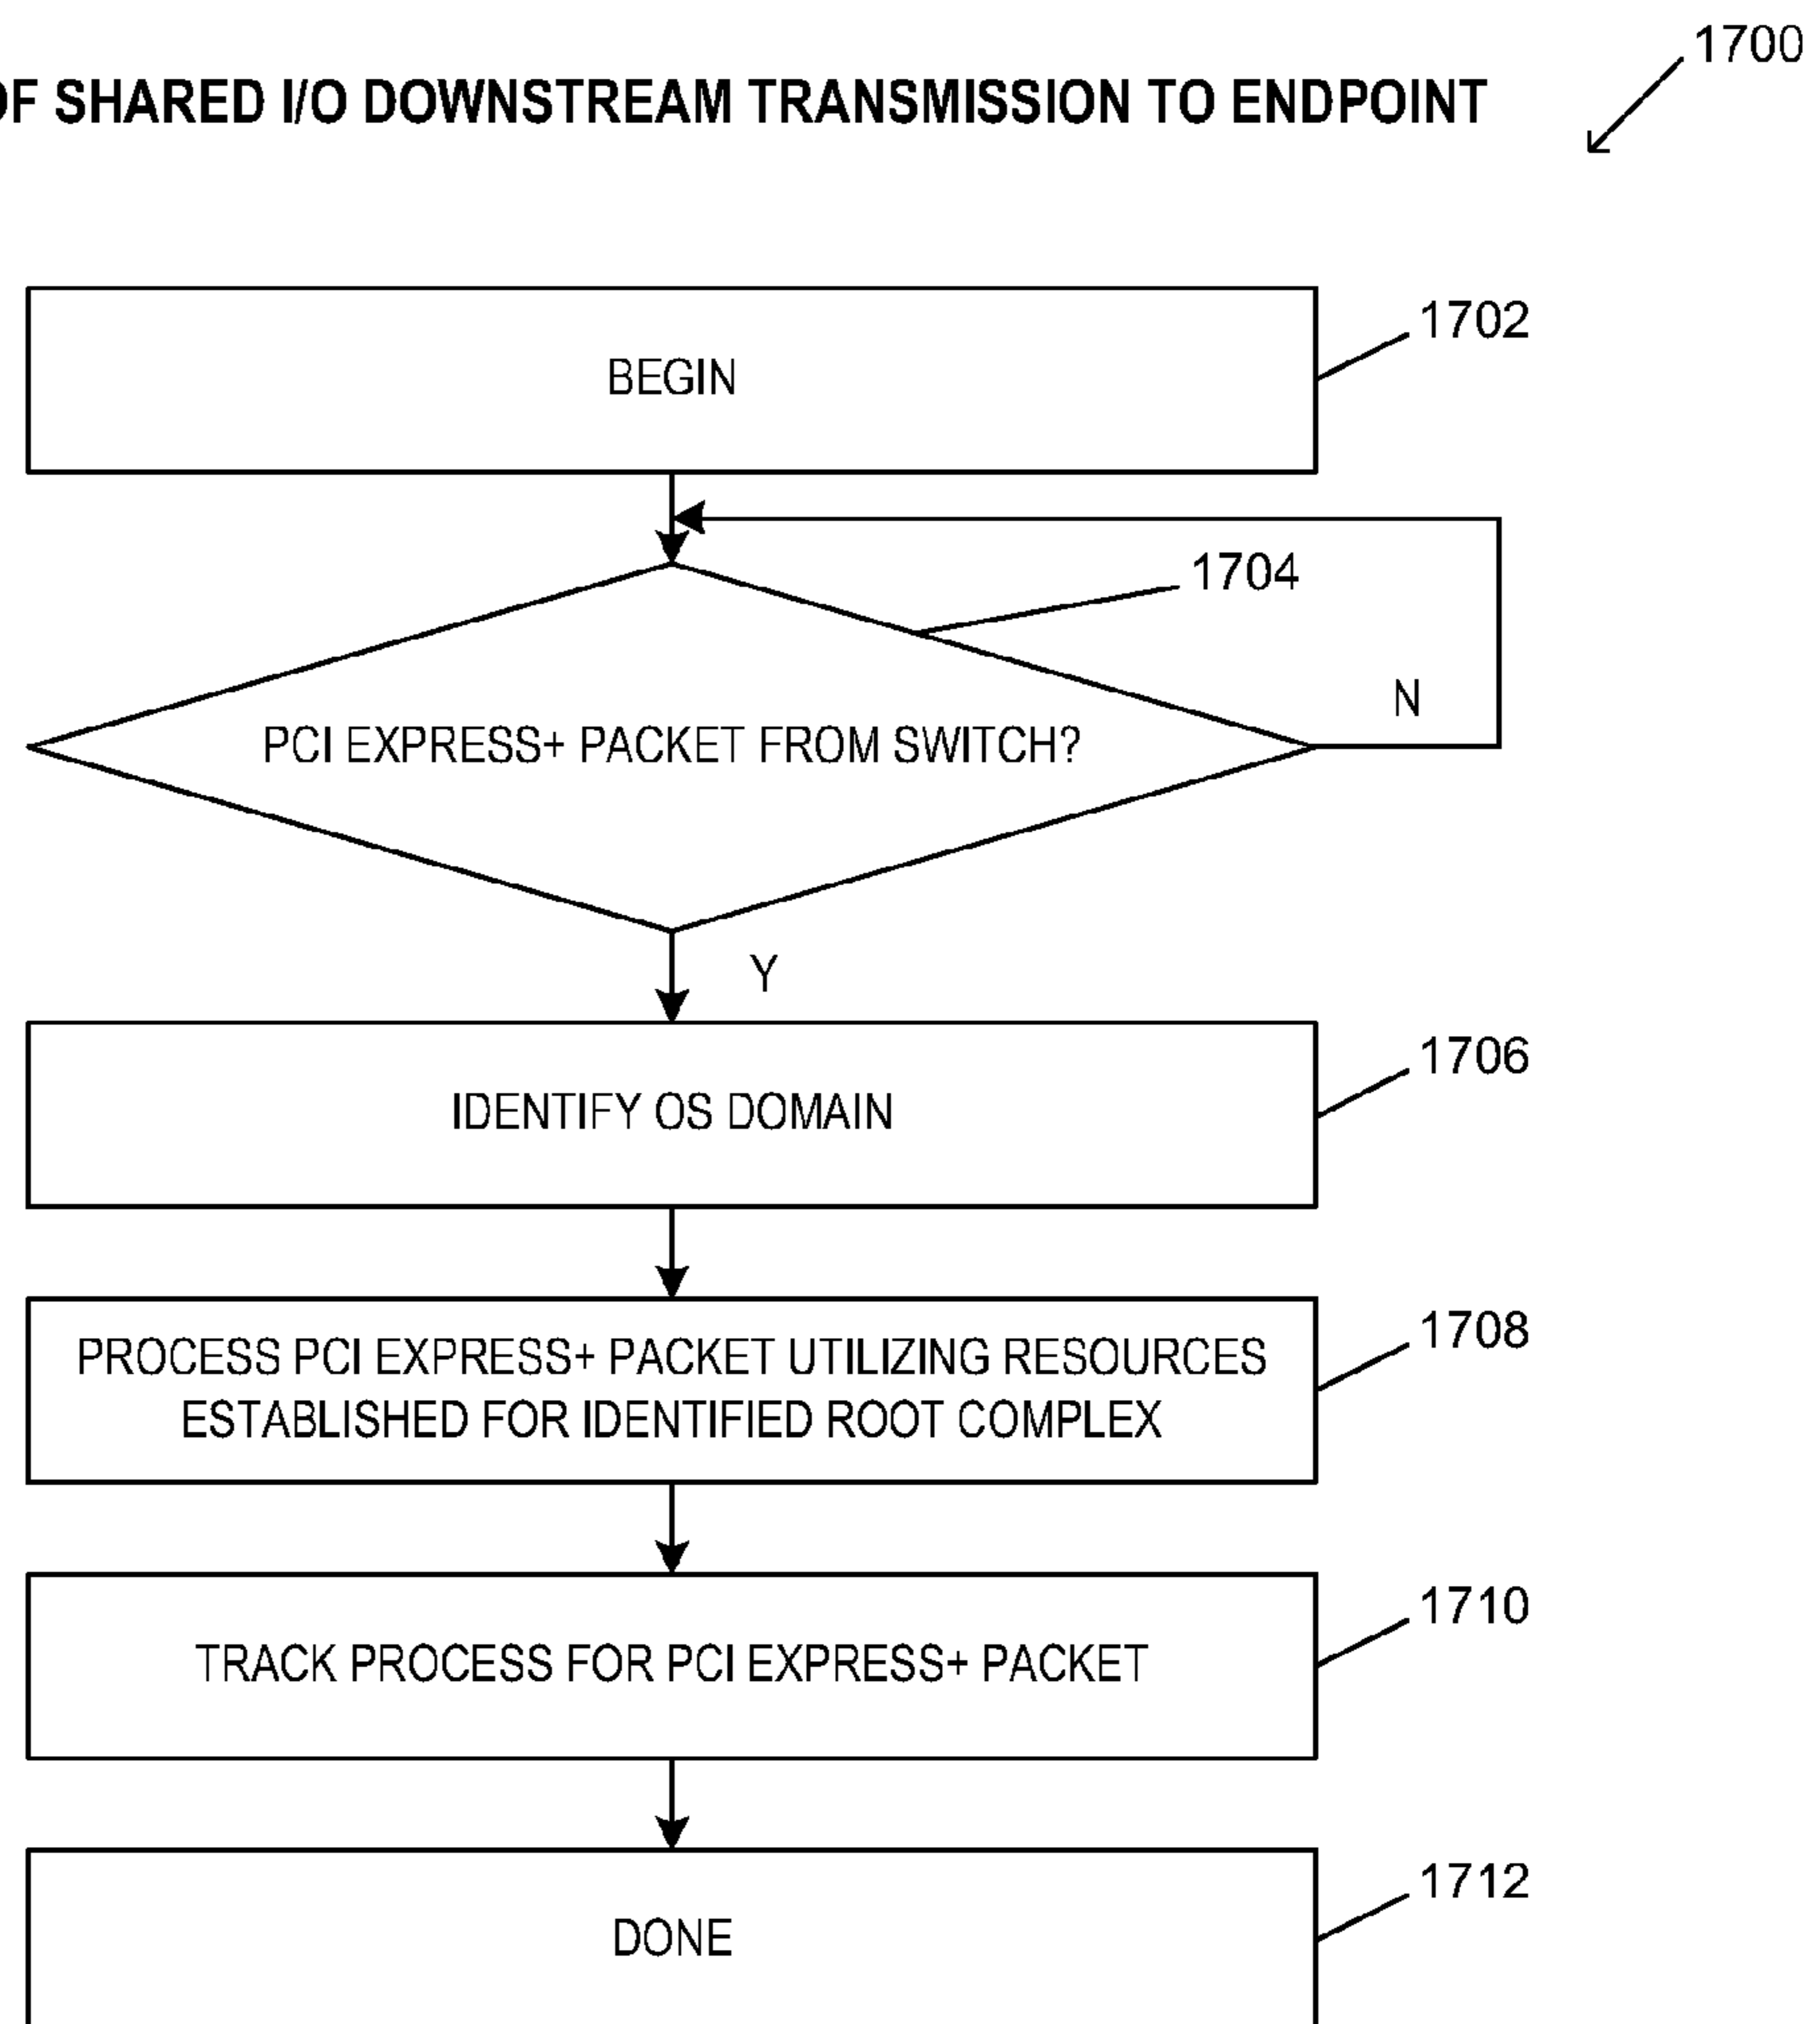 1700
OF SHARED I/O DOWNSTREAM TRANSMISSION TO ENDPOINT
BEGIN
1702
1704
PCI EXPRESS+ PACKET FROM SWITCH?
N
Y
IDENTIFY OS DOMAIN
1706
PROCESS PCI EXPRESS+ PACKET UTILIZING RESOURCES
ESTABLISHED FOR IDENTIFIED ROOT COMPLEX
1708
TRACK PROCESS FOR PCI EXPRESS+ PACKET
1710
DONE
1712